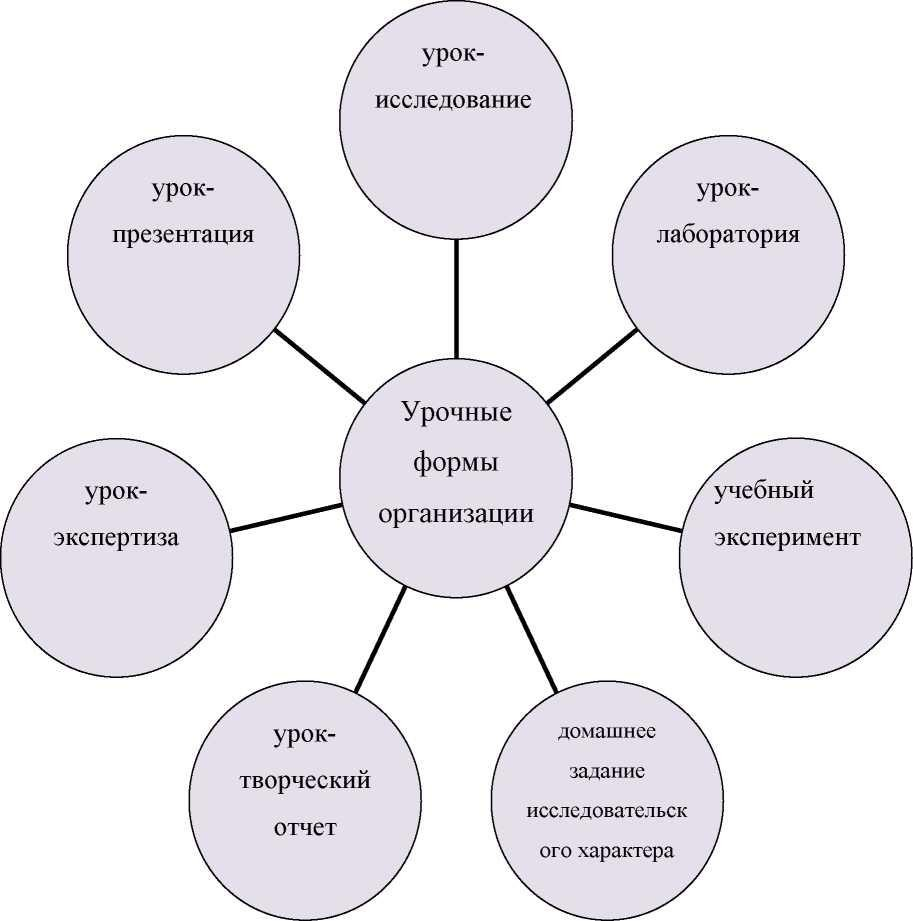 урок-
исследование
урок-
презентация
урок-
лаборатория
Урочные
формы
организации
урок-
экспертиза
учебный
эксперимент
урок-
творческий
отчет
домашнее
задание
исследовательск
ого характера